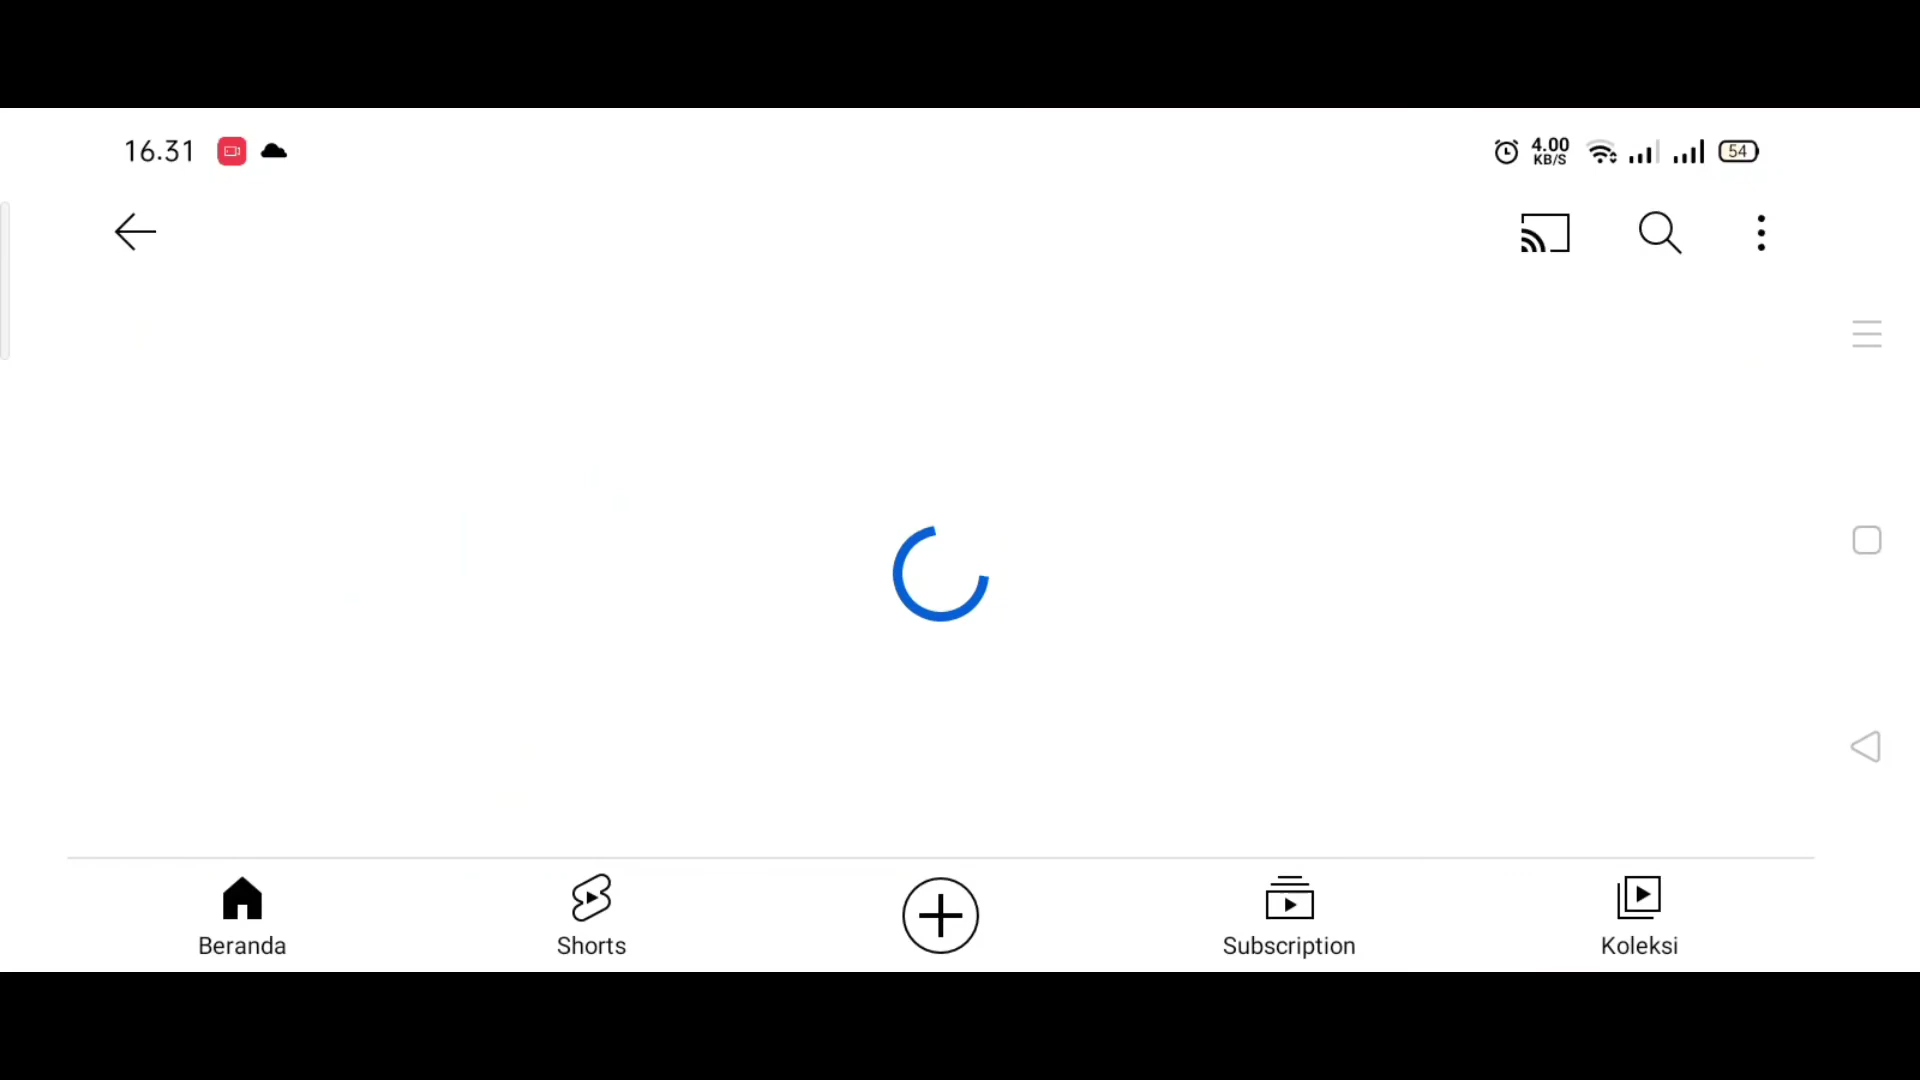 16.31
4.00
KB/S
54
Beranda
Shorts
Subscription
Koleksi